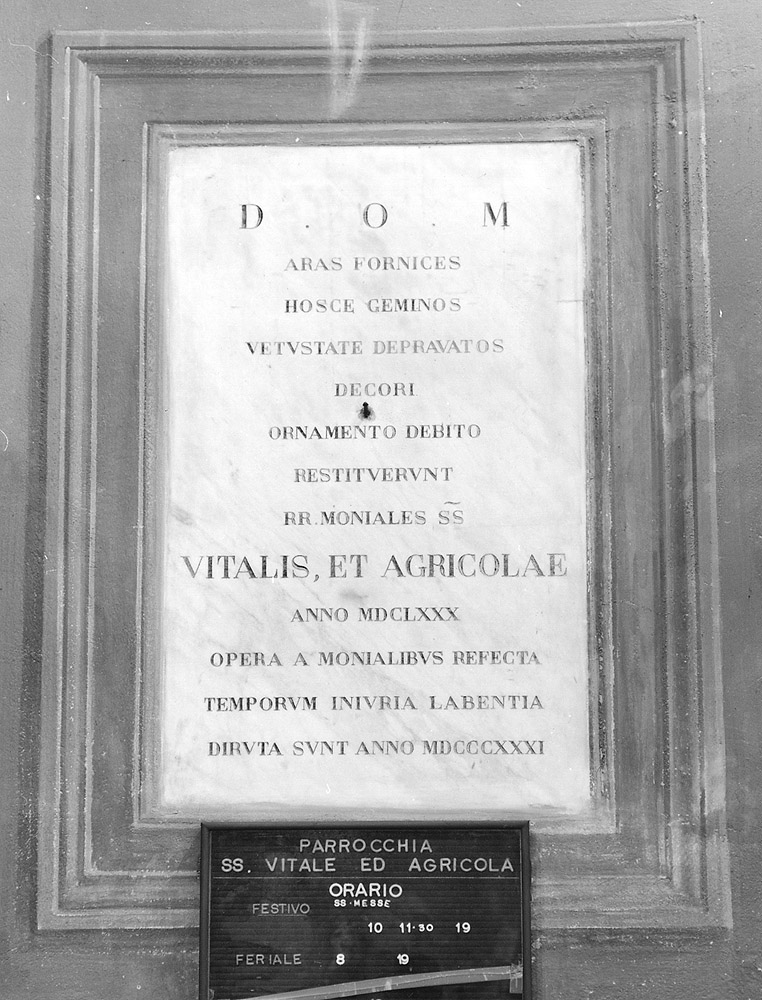 D . O . M
ARAS FORNICES
HOSCE GEMINOS
VETVSTATE DEPRAVATOS
DECORI
ORNAMENTO DEBITO
RESTITVERVNT
RR. MONIALES S̅S̅
VITALIS, ET AGRICOLAE
ANNO MDCLXXX
OPERA A MONIALIBVS REFECTA
TEMPORVM INIVRIA LABENTIA
DIRVTA SVNT ANNO MDCCCXXXI
PARROCCHIA
SS. VITALE ED AGRICOLA
ORARIO
SS·MESSE
FESTIVO
10 11·30 19
FERIALE 8 19